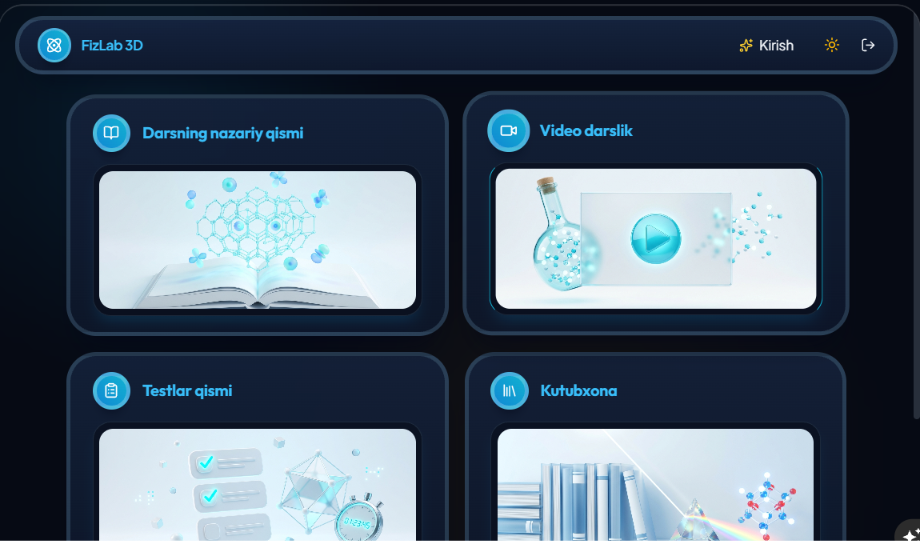 FizLab 3D
Kirish
Darsning nazariy qismi
Video darslik
Testlar qismi
Kutubxona